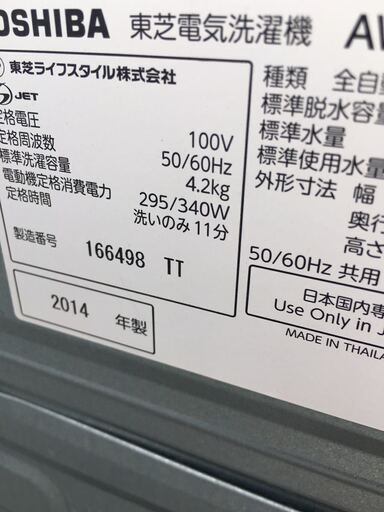 OSHIBA 東芝電気洗濯機 AW
東芝ライフスタイル株式会社
JET
定格電圧 100V
定格周波数 50/60Hz
標準洗濯容量 4.2kg
電動機定格消費電力 295/340W
定格時間 洗いのみ 11分
製造番号 166498 TT
2014 年製
種類 全自動
標準脱水容量
標準水量
標準使用水量
外形寸法 幅
奥行
高さ
50/60Hz 共用
日本国内専
Use Only in J
MADE IN THAILA